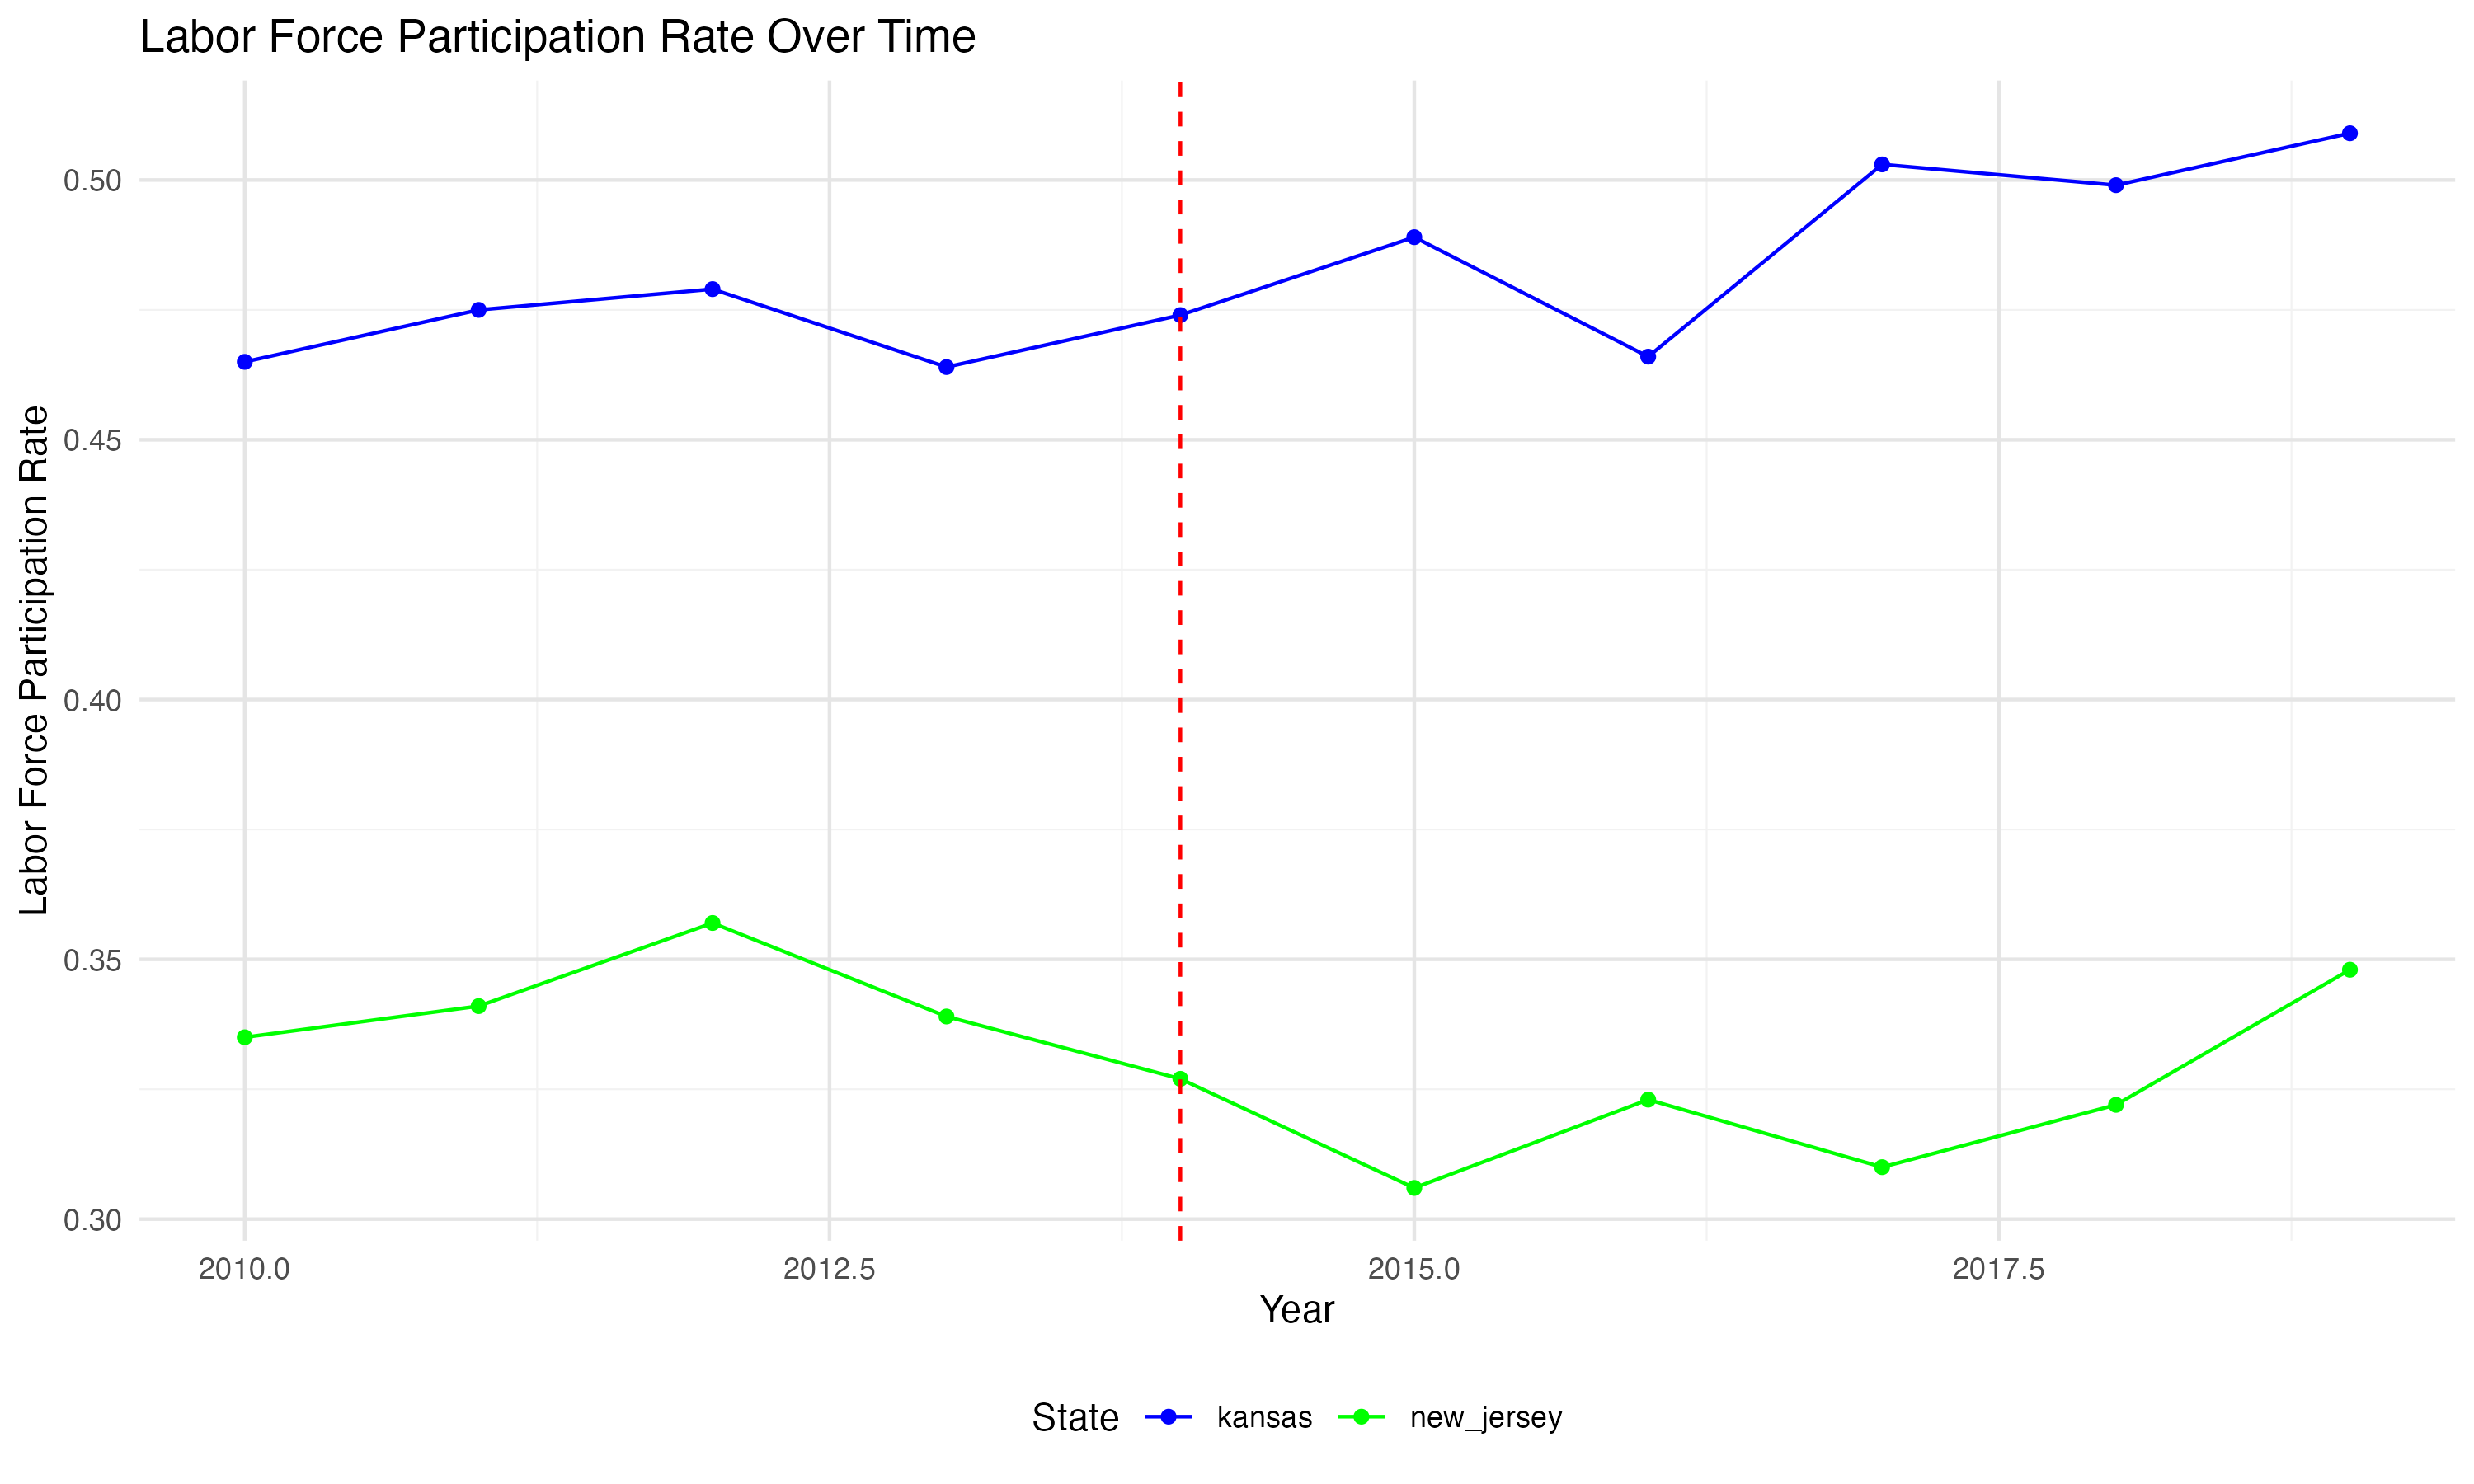 Labor Force Participation Rate Over Time
Labor Force Participation Rate
0.50
0.45
0.40
0.35
0.30
2010.0 2012.5 2015.0 2017.5
Year
State kansas new_jersey